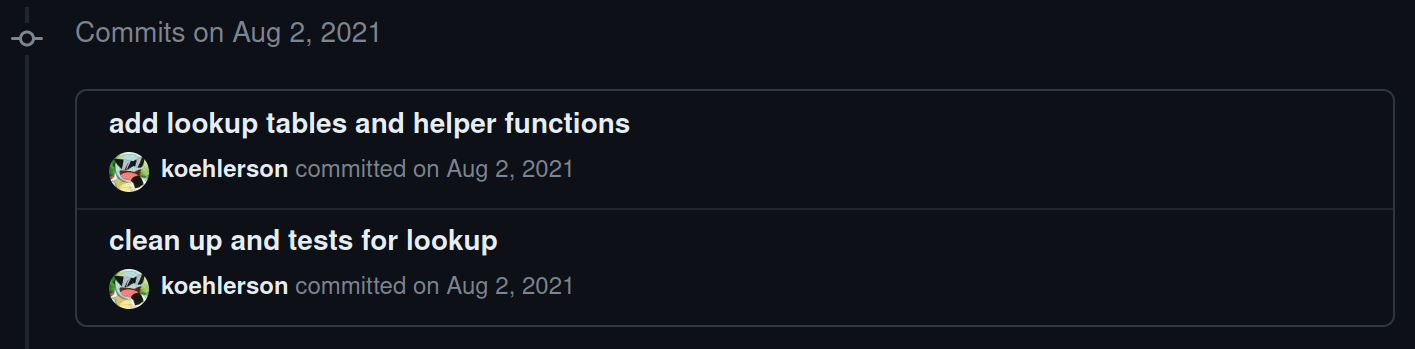 Commits on Aug 2, 2021
add lookup tables and helper functions
koehlerson committed on Aug 2, 2021
clean up and tests for lookup
koehlerson committed on Aug 2, 2021